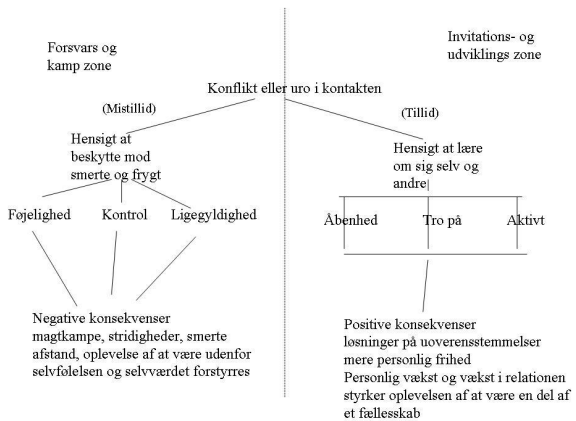 Forsvars og
kamp zone
Invitations- og
udviklings zone
Konflikt eller uro i kontakten
(Mistillid)
(Tillid)
Hensigt at
beskytte mod
smerte og frygt
Hensigt at lære
om sig selv og
andre
Føjelighed Kontrol Ligegyldighed
Åbenhed Tro på Aktivt
Negative konsekvenser
magtkampe, stridigheder, smerte
afstand, oplevelse af at være udenfor
selvfølelsen og selvværdet forstyrres
Positive konsekvenser
løsninger på uoverensstemmelser
mere personlig frihed
Personlig vækst og vækst i relationen
styrker oplevelsen af at være en del af
et fællesskab